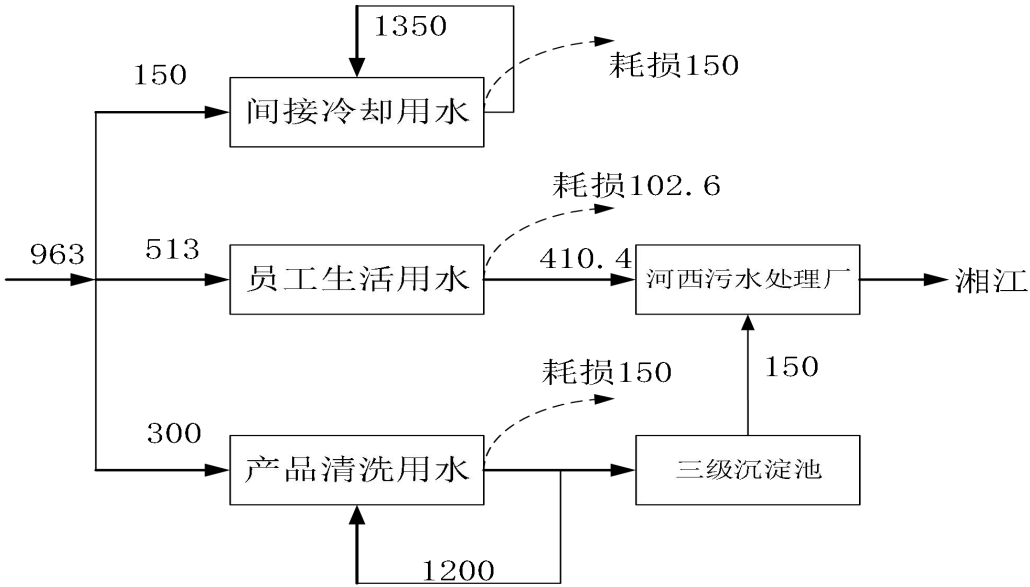 1350
耗损150
150
间接冷却用水
耗损102.6
963
513
员工生活用水
410.4
河西污水处理厂
湘江
耗损150
150
300
产品清洗用水
三级沉淀池
1200